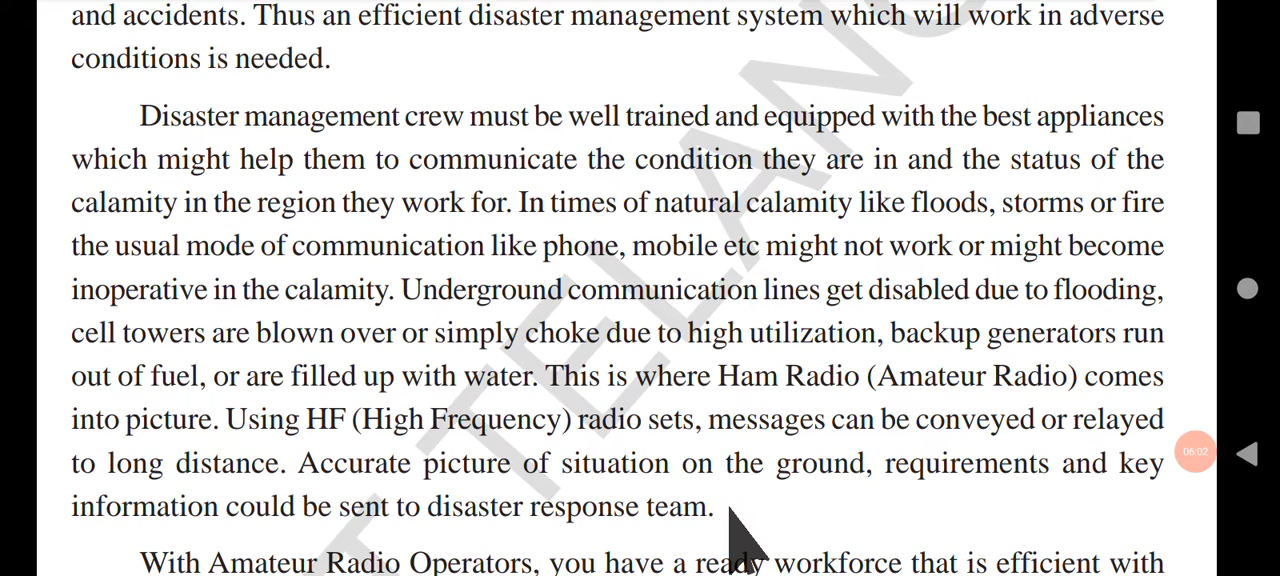 and accidents. Thus an efficient disaster management system which will work in adverse
conditions is needed.
Disaster management crew must be well trained and equipped with the best appliances
which might help them to communicate the condition they are in and the status of the
calamity in the region they work for. In times of natural calamity like floods, storms or fire
the usual mode of communication like phone, mobile etc might not work or might become
inoperative in the calamity. Underground communication lines get disabled due to flooding,
cell towers are blown over or simply choke due to high utilization, backup generators run
out of fuel, or are filled up with water. This is where Ham Radio (Amateur Radio) comes
into picture. Using HF (High Frequency) radio sets, messages can be conveyed or relayed
to long distance. Accurate picture of situation on the ground, requirements and key
information could be sent to disaster response team.
With Amateur Radio Operators, you have a ready workforce that is efficient with
06:02